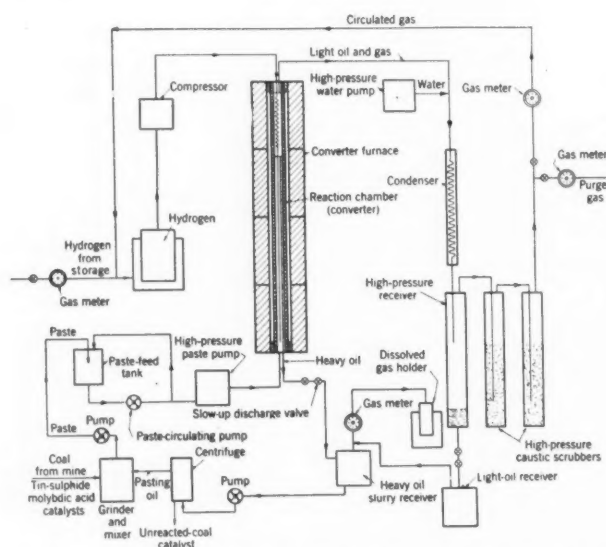 Circulated gas
Light oil and gas
High-pressure
water pump
Water
Compressor
Gas meter
Converter furnace
Gas meter
Purge
gas
Condenser
Reaction chamber
(converter)
Hydrogen
Hydrogen
from
storage
Gas meter
High-pressure
receiver
Paste
Paste-feed
tank
High-pressure
paste pump
Heavy oil
Dissolved
gas holder
Slow-up discharge valve
Gas meter
Pump
Paste
Paste-circulating pump
High-pressure
caustic scrubbers
Coal
from mine
Tin-sulphide
molybdic acid
catalysts
Pasting
oil
Centrifuge
Pump
Heavy oil
slurry receiver
Light-oil receiver
Grinder
and
mixer
Unreacted-coal
catalyst